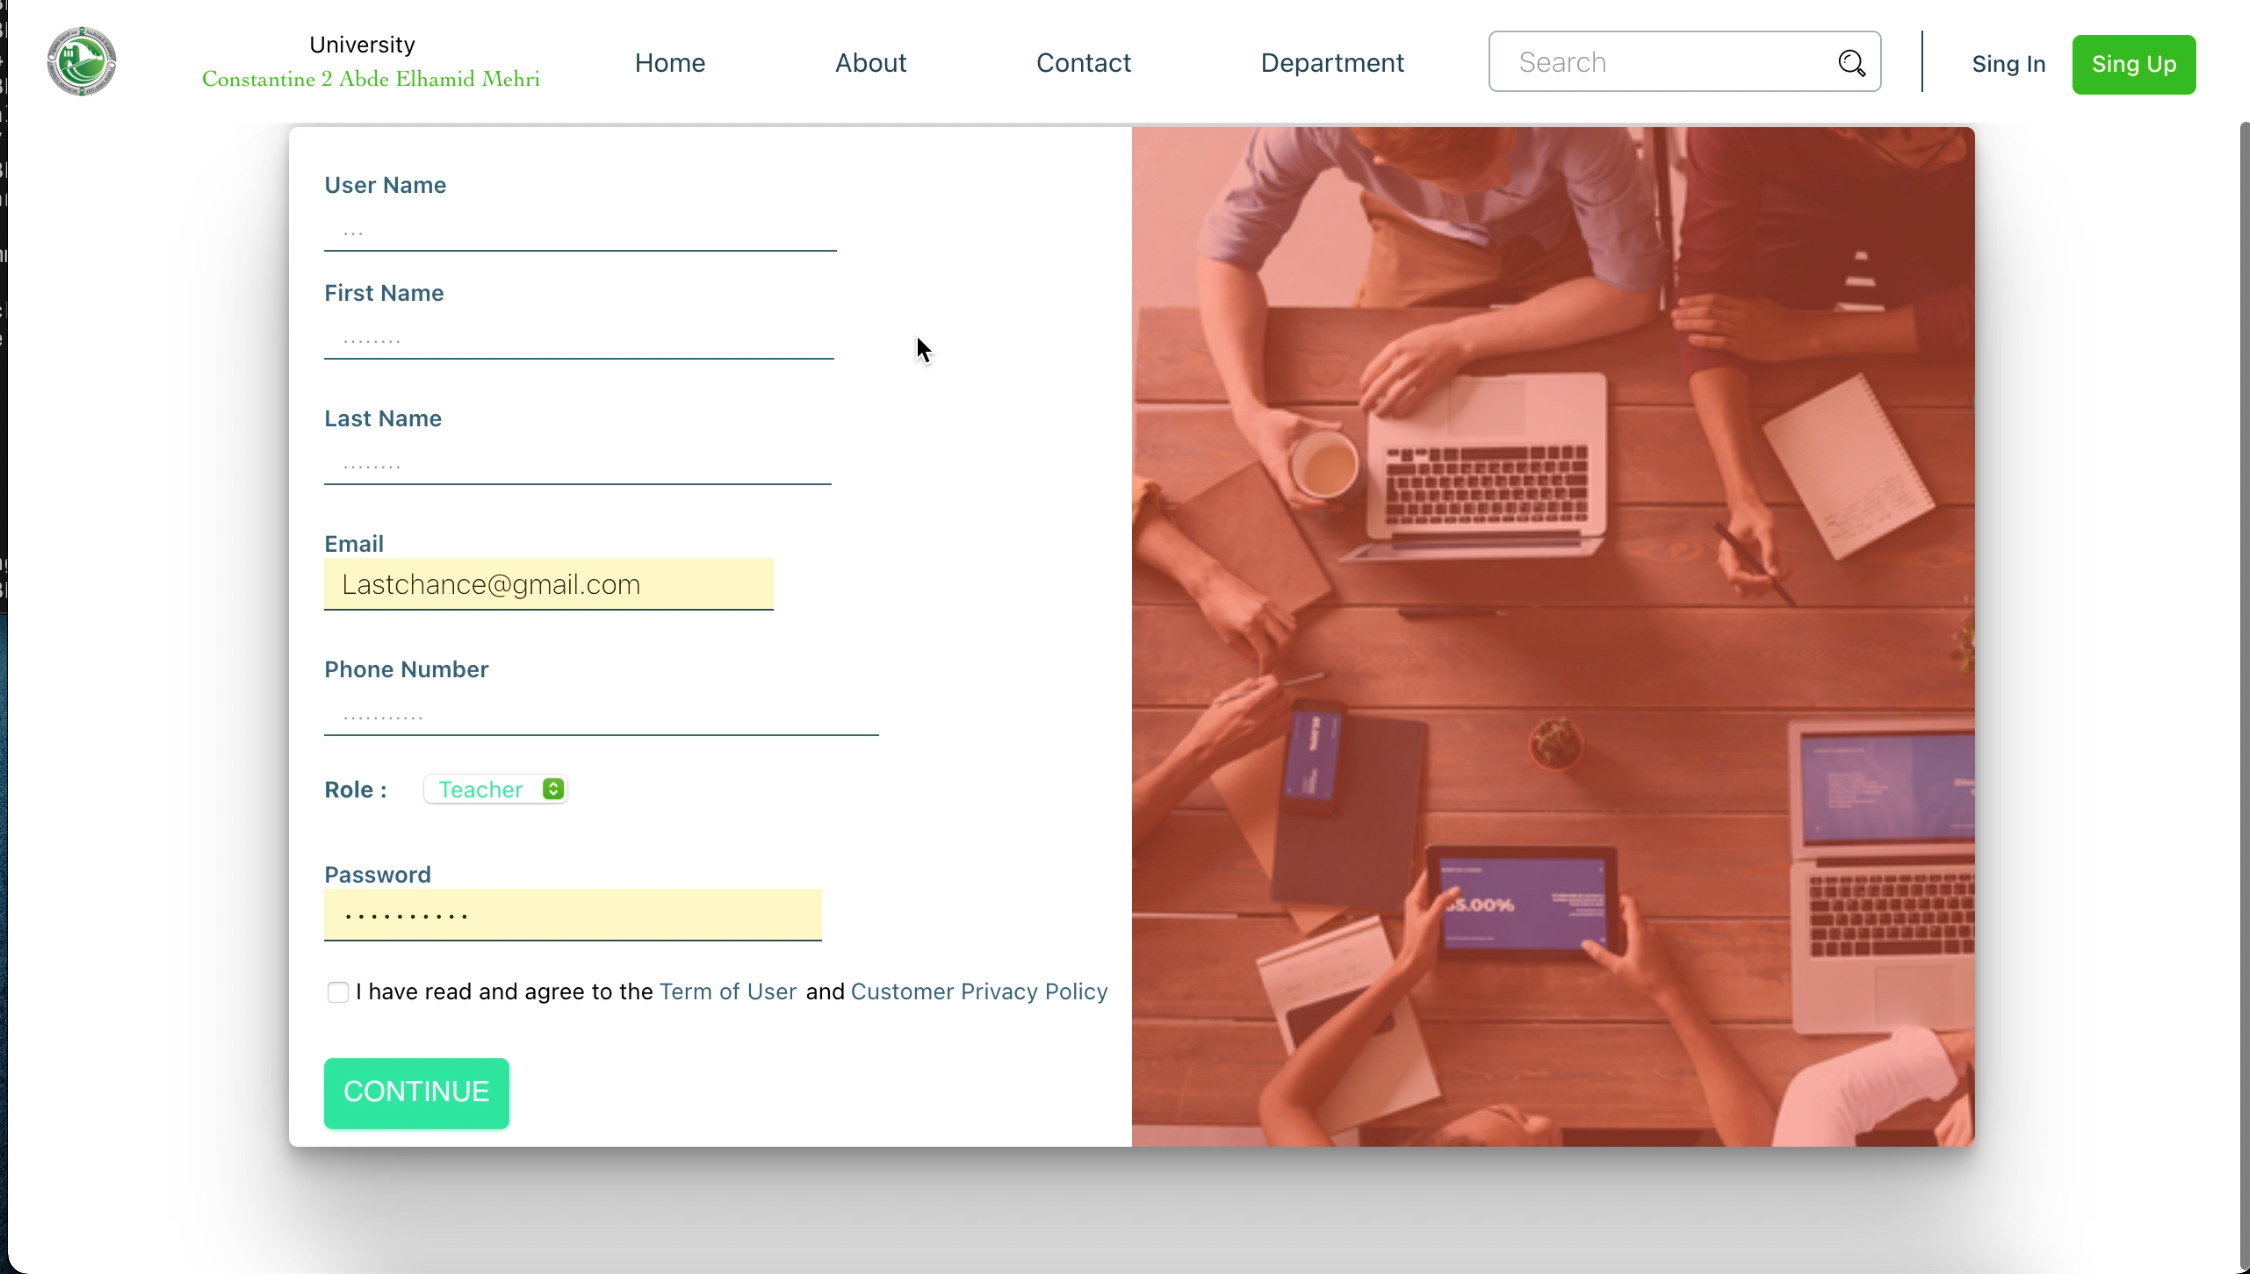 University
Constantine 2 Abde Elhamid Mehri
Home
About
Contact
Department
Search
Sing In
Sing Up
User Name
...
First Name
........
Last Name
........
Email
Lastchance@gmail.com
Phone Number
...........
Role :
Teacher
Password
••••••••••
I have read and agree to the Term of User and Customer Privacy Policy
CONTINUE